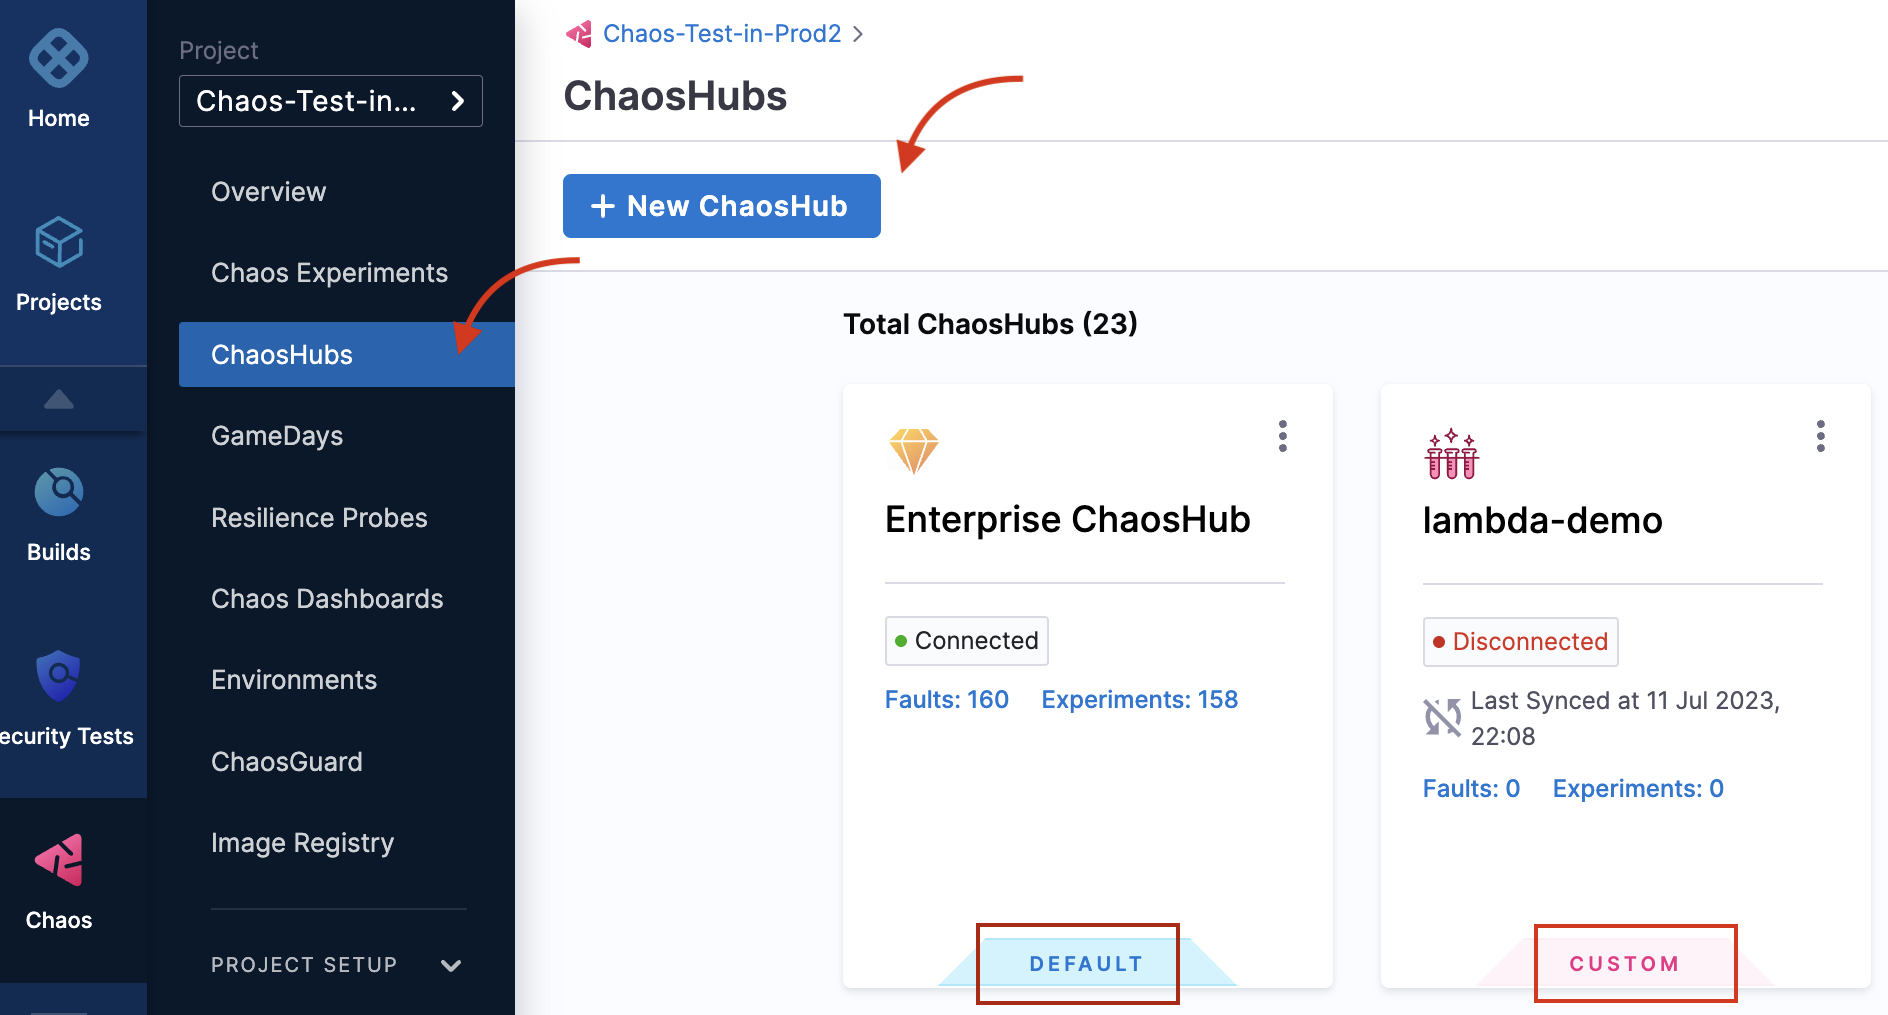 Home
Projects
Builds
ecurity Tests
Chaos
Project
Chaos-Test-in...
Overview
Chaos Experiments
ChaosHubs
GameDays
Resilience Probes
Chaos Dashboards
Environments
ChaosGuard
Image Registry
PROJECT SETUP
Chaos-Test-in-Prod2 >
ChaosHubs
+ New ChaosHub
Total ChaosHubs (23)
Enterprise ChaosHub
Connected
Faults: 160 Experiments: 158
DEFAULT
lambda-demo
Disconnected
Last Synced at 11 Jul 2023,
22:08
Faults: 0 Experiments: 0
CUSTOM